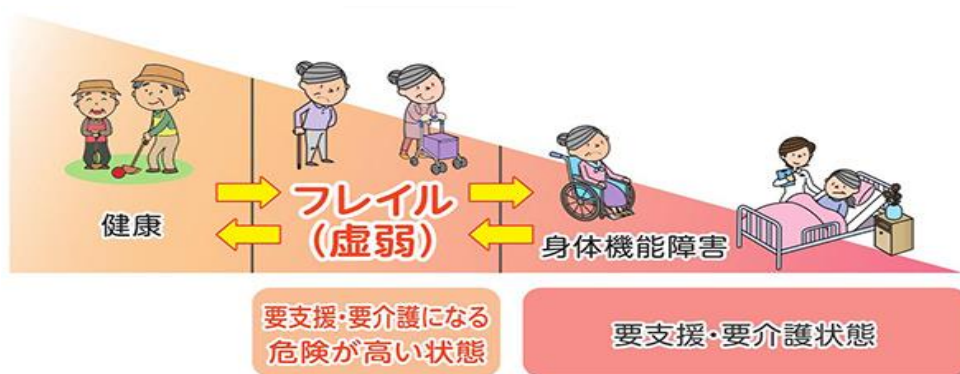 健康
フレイル
(虚弱)
身体機能障害
要支援・要介護になる
危険が高い状態
要支援・要介護状態